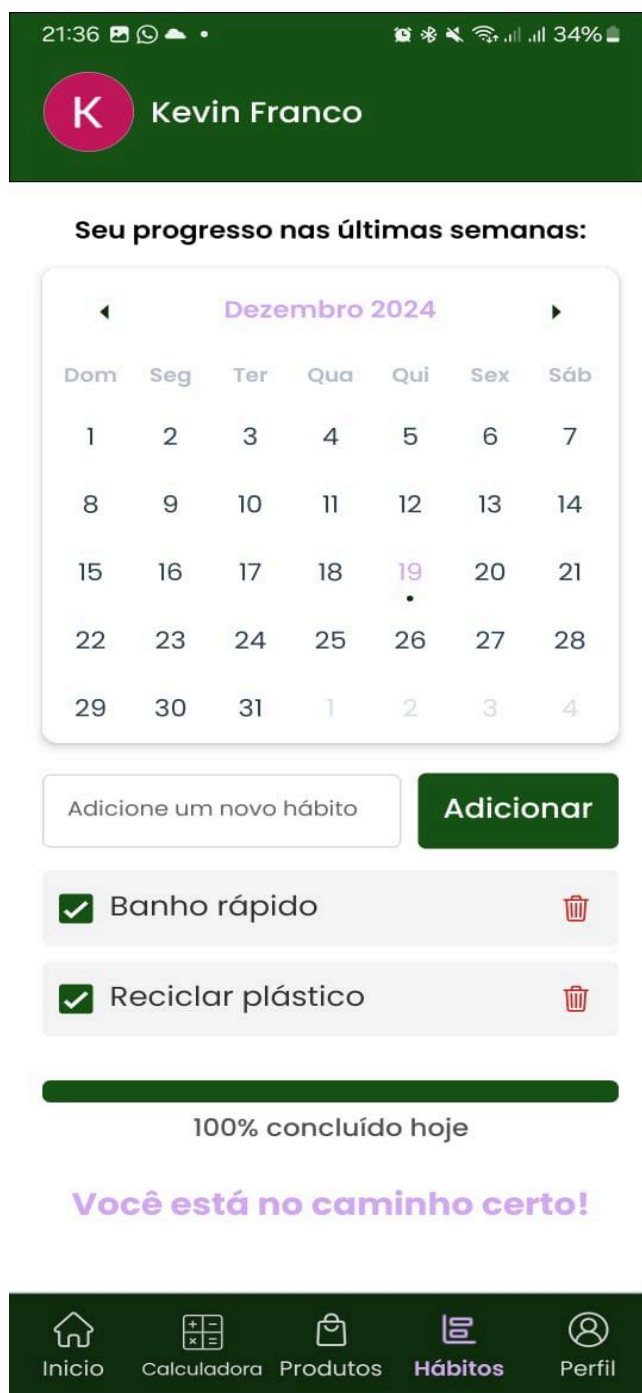 21:36 34%
K Kevin Franco
Seu progresso nas últimas semanas:
Dezembro 2024
Dom Seg Ter Qua Qui Sex Sáb
1 2 3 4 5 6 7
8 9 10 11 12 13 14
15 16 17 18 19 20 21
22 23 24 25 26 27 28
29 30 31 1 2 3 4
Adicione um novo hábito Adicionar
Banho rápido
Reciclar plástico
100% concluído hoje
Você está no caminho certo!
Inicio Calculadora Produtos Hábitos Perfil